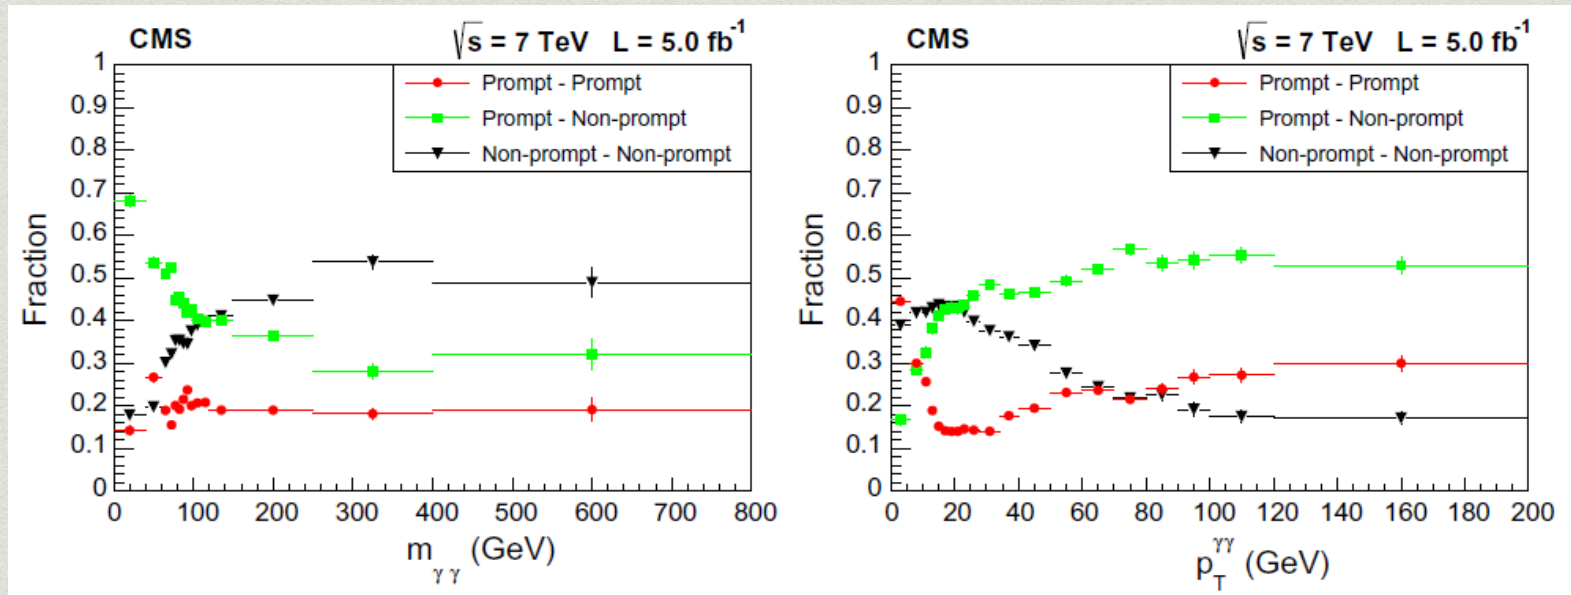 CMS
√s = 7 TeV L = 5.0 fb⁻¹
Prompt - Prompt
Prompt - Non-prompt
Non-prompt - Non-prompt
Fraction
1
0.9
0.8
0.7
0.6
0.5
0.4
0.3
0.2
0.1
0
0 100 200 300 400 500 600 700 800
m γγ (GeV)
CMS
√s = 7 TeV L = 5.0 fb⁻¹
Prompt - Prompt
Prompt - Non-prompt
Non-prompt - Non-prompt
Fraction
1
0.9
0.8
0.7
0.6
0.5
0.4
0.3
0.2
0.1
0
0 20 40 60 80 100 120 140 160 180 200
p T γγ (GeV)